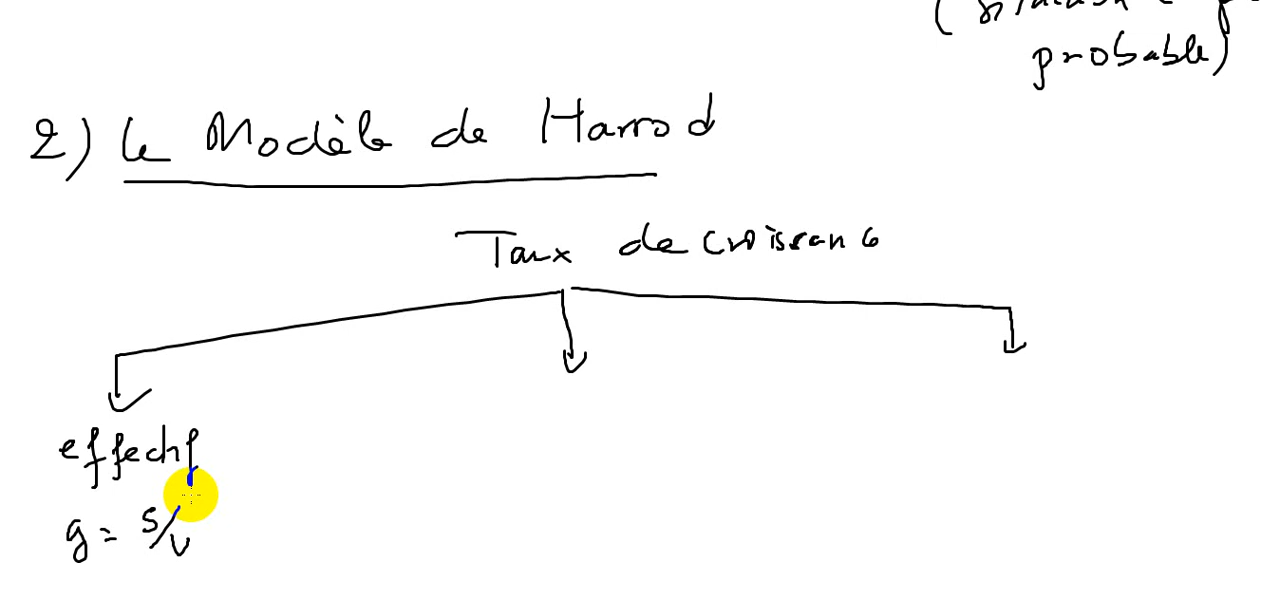 probable)
2) Le Modèle de Harrod
Taux de croissance
effectif
g = s/v